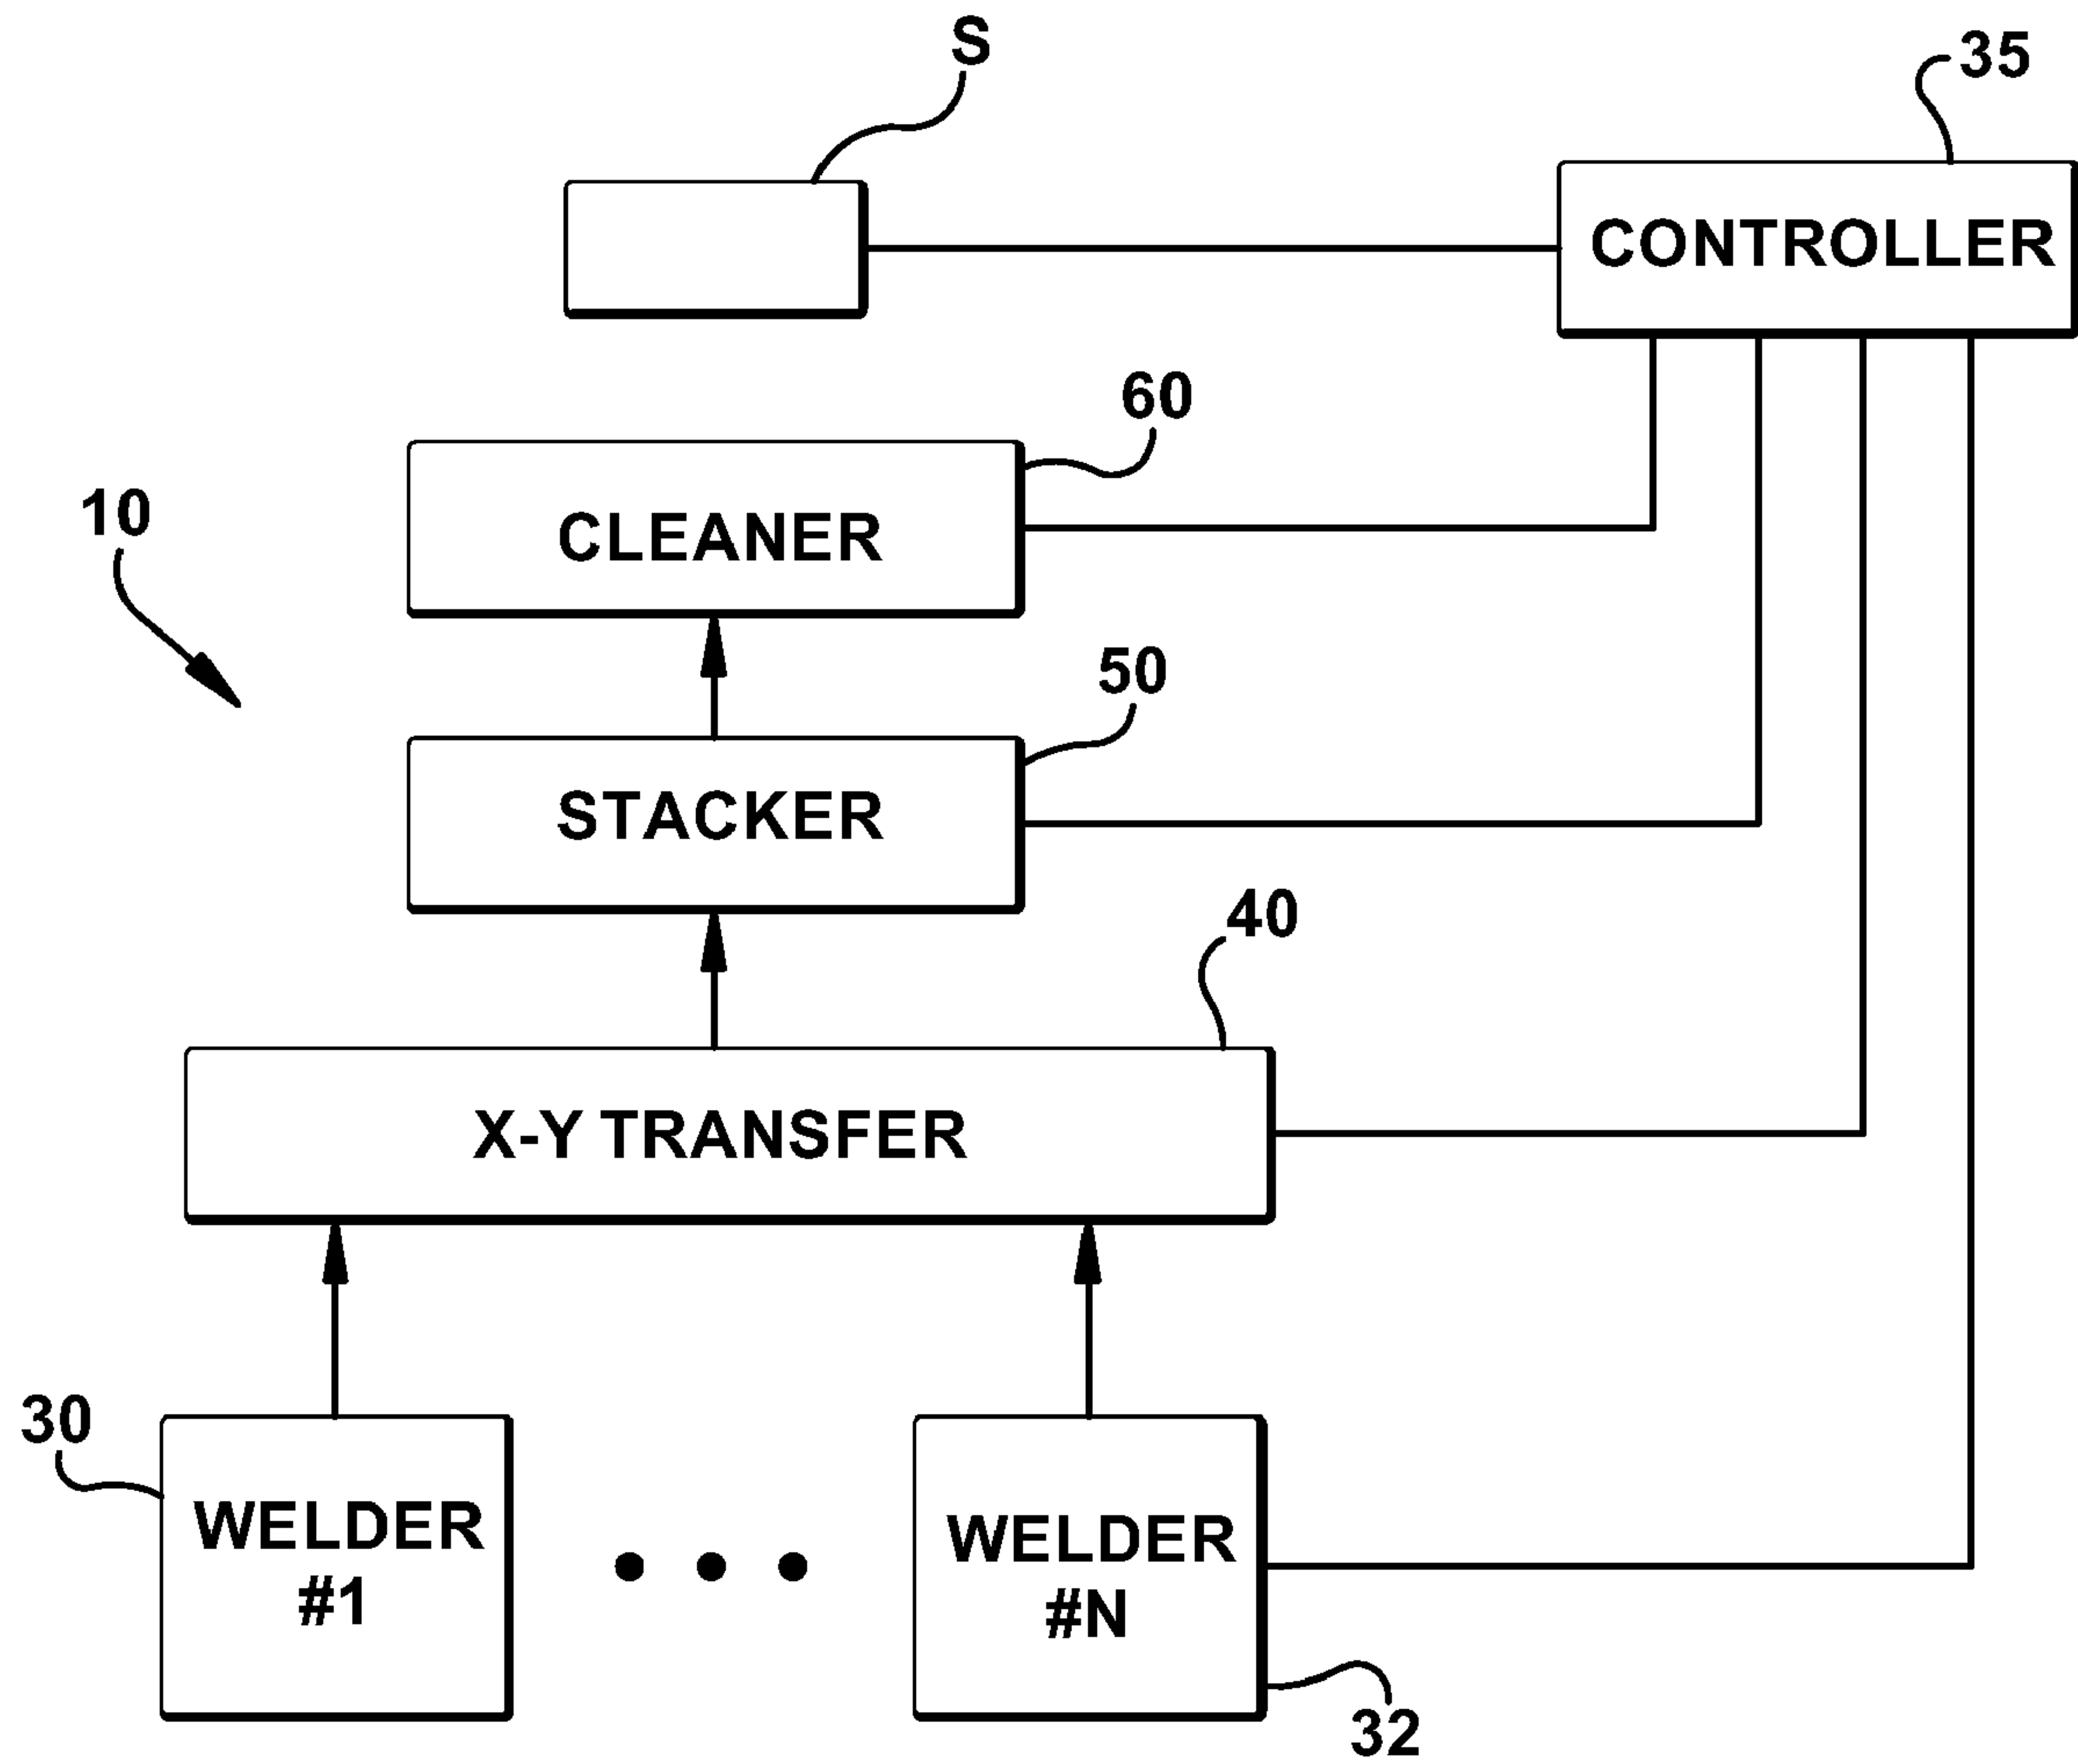 S
35
CONTROLLER
60
CLEANER
10
50
STACKER
40
X-Y TRANSFER
30
WELDER
#1
WELDER
#N
32